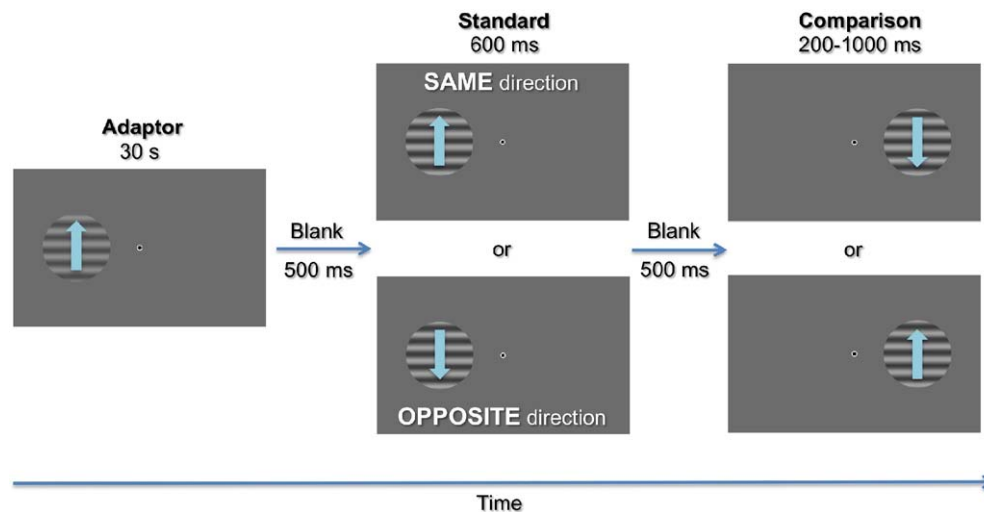 Adaptor
30 s
Blank
500 ms
Standard
600 ms
SAME direction
or
OPPOSITE direction
Blank
500 ms
Comparison
200-1000 ms
or
Time